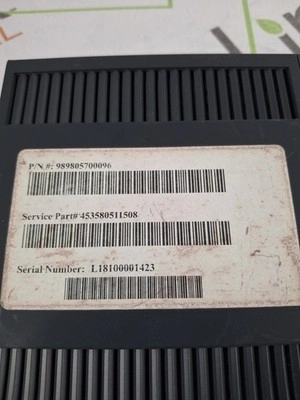 P/N #: 989805700096
Service Part# 453580511508
Serial Number: L18100001423